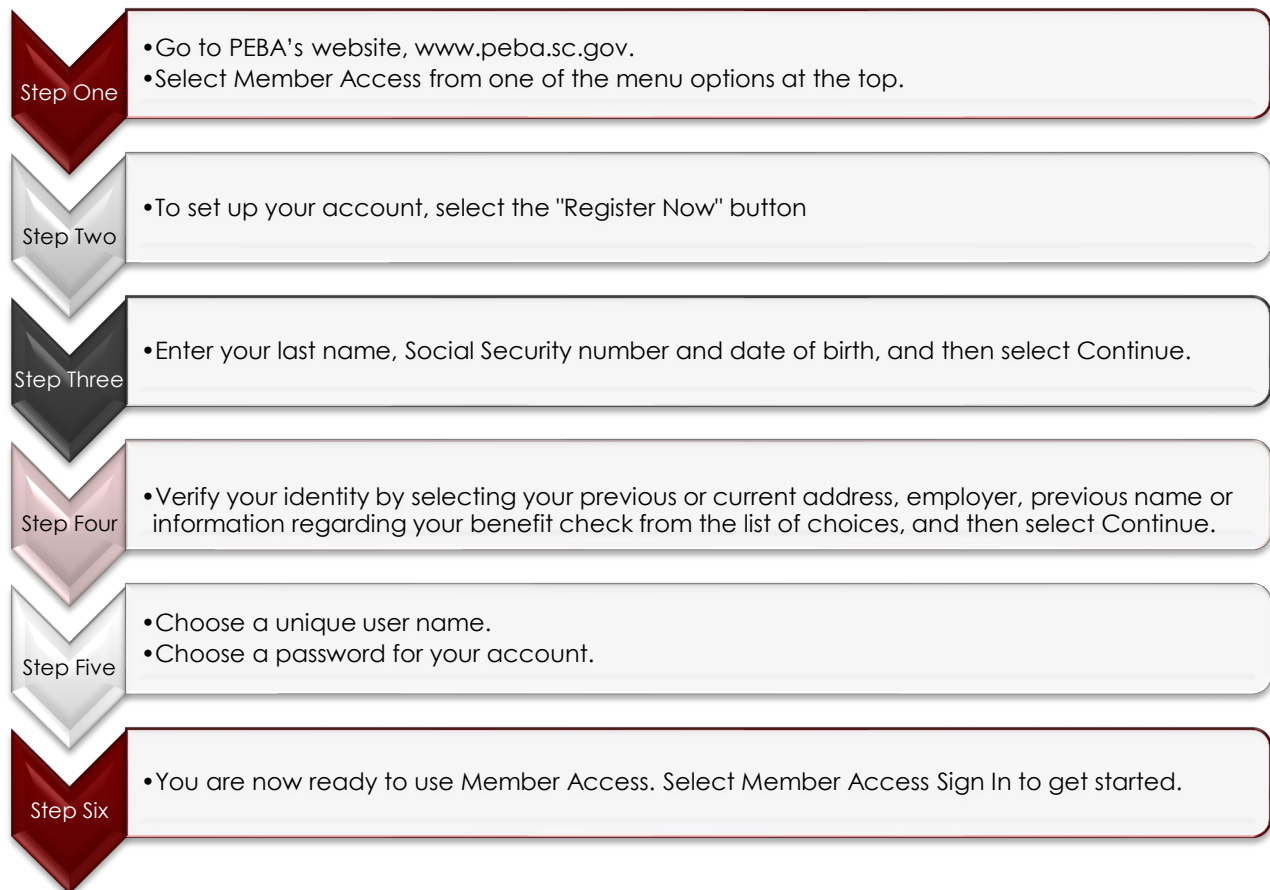 Step One
•Go to PEBA's website, www.peba.sc.gov.
•Select Member Access from one of the menu options at the top.
Step Two
•To set up your account, select the "Register Now" button
Step Three
•Enter your last name, Social Security number and date of birth, and then select Continue.
Step Four
•Verify your identity by selecting your previous or current address, employer, previous name or
information regarding your benefit check from the list of choices, and then select Continue.
Step Five
•Choose a unique user name.
•Choose a password for your account.
Step Six
•You are now ready to use Member Access. Select Member Access Sign In to get started.